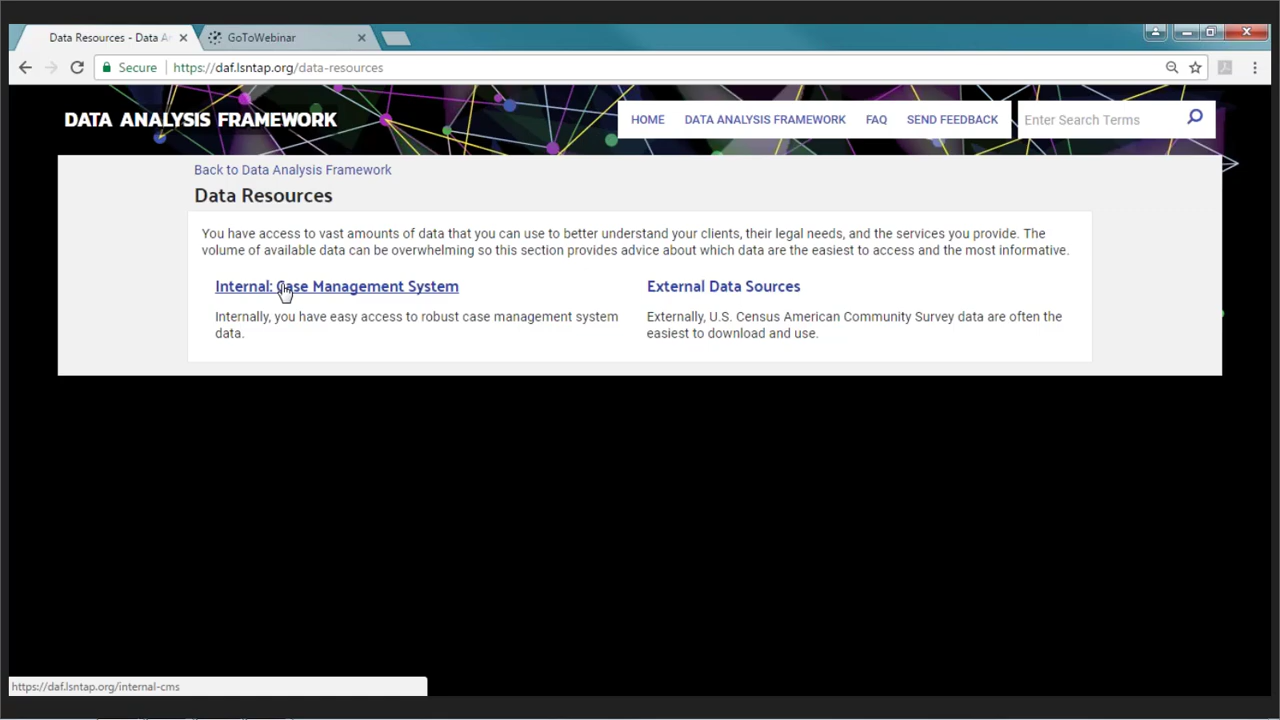 Data Resources - Data A
GoToWebinar
Secure
https://daf.lsntap.org/data-resources
DATA ANALYSIS FRAMEWORK
HOME
DATA ANALYSIS FRAMEWORK
FAQ
SEND FEEDBACK
Enter Search Terms
Back to Data Analysis Framework
Data Resources
You have access to vast amounts of data that you can use to better understand your clients, their legal needs, and the services you provide. The
volume of available data can be overwhelming so this section provides advice about which data are the easiest to access and the most informative.
Internal: Case Management System
Internally, you have easy access to robust case management system
data.
External Data Sources
Externally, U.S. Census American Community Survey data are often the
easiest to download and use.
https://daf.lsntap.org/internal-cms